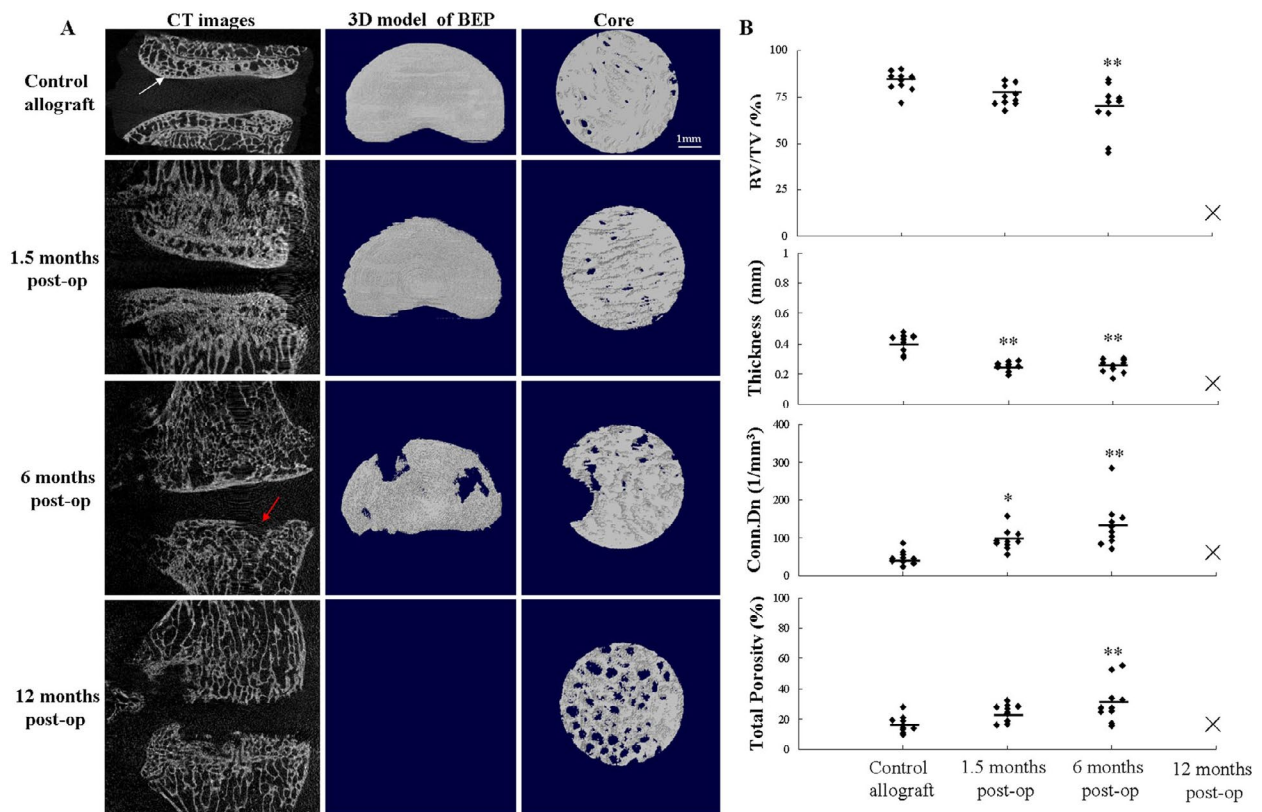 A
CT images
3D model of BEP
Core
Control
allograft
1mm
1.5 months
post-op
6 months
post-op
12 months
post-op
B
BV/TV (%)
100
75
50
25
0
**
Thickness (mm)
1
0.8
0.6
0.4
0.2
0
**
**
Conn.Dn (1/mm³)
400
300
200
100
0
*
**
Total Porosity (%)
100
80
60
40
20
0
**
Control
allograft
1.5 months
post-op
6 months
post-op
12 months
post-op